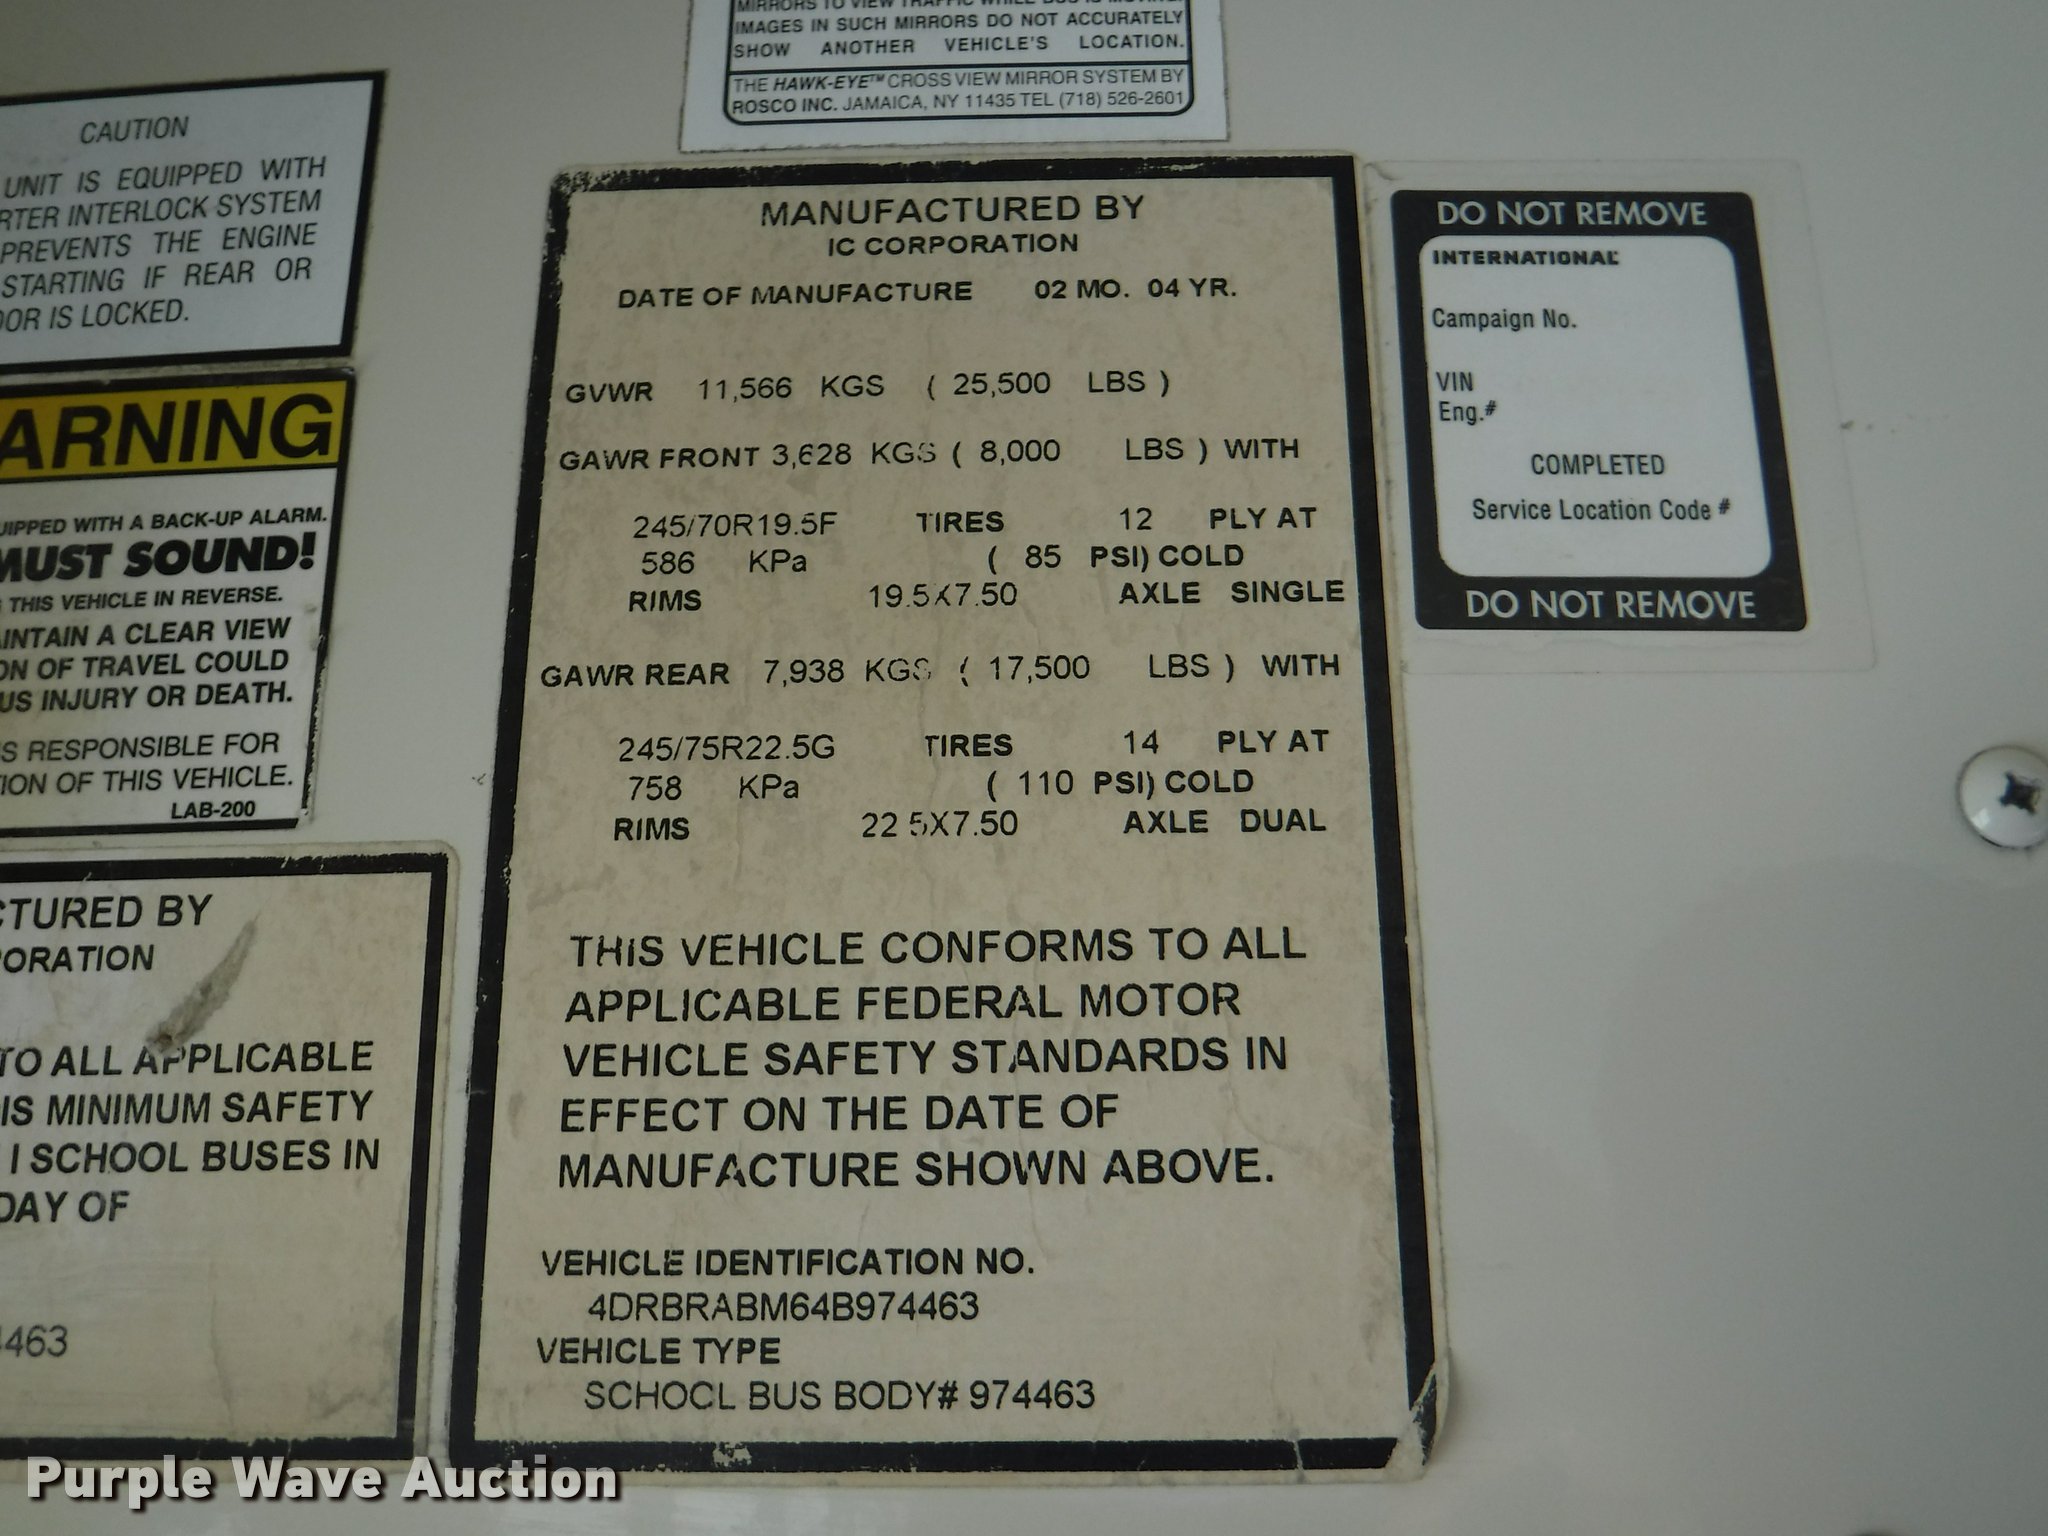 MIRRORS TO VIEW TRAFFIC WHILE BUS IS MOVING.
IMAGES IN SUCH MIRRORS DO NOT ACCURATELY
SHOW ANOTHER VEHICLE'S LOCATION.
THE HAWK-EYE™ CROSS VIEW MIRROR SYSTEM BY
ROSCO INC. JAMAICA, NY 11435 TEL (718) 526-2601
CAUTION
UNIT IS EQUIPPED WITH
RTER INTERLOCK SYSTEM
PREVENTS THE ENGINE
STARTING IF REAR OR
OOR IS LOCKED.
ARNING
UIPPED WITH A BACK-UP ALARM.
MUST SOUND!
THIS VEHICLE IN REVERSE.
AINTAIN A CLEAR VIEW
ON OF TRAVEL COULD
US INJURY OR DEATH.
S RESPONSIBLE FOR
ION OF THIS VEHICLE.
LAB-200
CTURED BY
PORATION
TO ALL APPLICABLE
IS MINIMUM SAFETY
I SCHOOL BUSES IN
DAY OF
4463
MANUFACTURED BY
IC CORPORATION
DATE OF MANUFACTURE 02 MO. 04 YR.
GVWR 11,566 KGS ( 25,500 LBS )
GAWR FRONT 3,628 KGS ( 8,000 LBS ) WITH
245/70R19.5F TIRES 12 PLY AT
586 KPa ( 85 PSI) COLD
RIMS 19.5X7.50 AXLE SINGLE
GAWR REAR 7,938 KGS ( 17,500 LBS ) WITH
245/75R22.5G TIRES 14 PLY AT
758 KPa ( 110 PSI) COLD
RIMS 22 5X7.50 AXLE DUAL
THIS VEHICLE CONFORMS TO ALL
APPLICABLE FEDERAL MOTOR
VEHICLE SAFETY STANDARDS IN
EFFECT ON THE DATE OF
MANUFACTURE SHOWN ABOVE.
VEHICLE IDENTIFICATION NO.
4DRBRABM64B974463
VEHICLE TYPE
SCHOOL BUS BODY# 974463
DO NOT REMOVE
INTERNATIONAL
Campaign No.
VIN
Eng.#
COMPLETED
Service Location Code #
DO NOT REMOVE
Purple Wave Auction